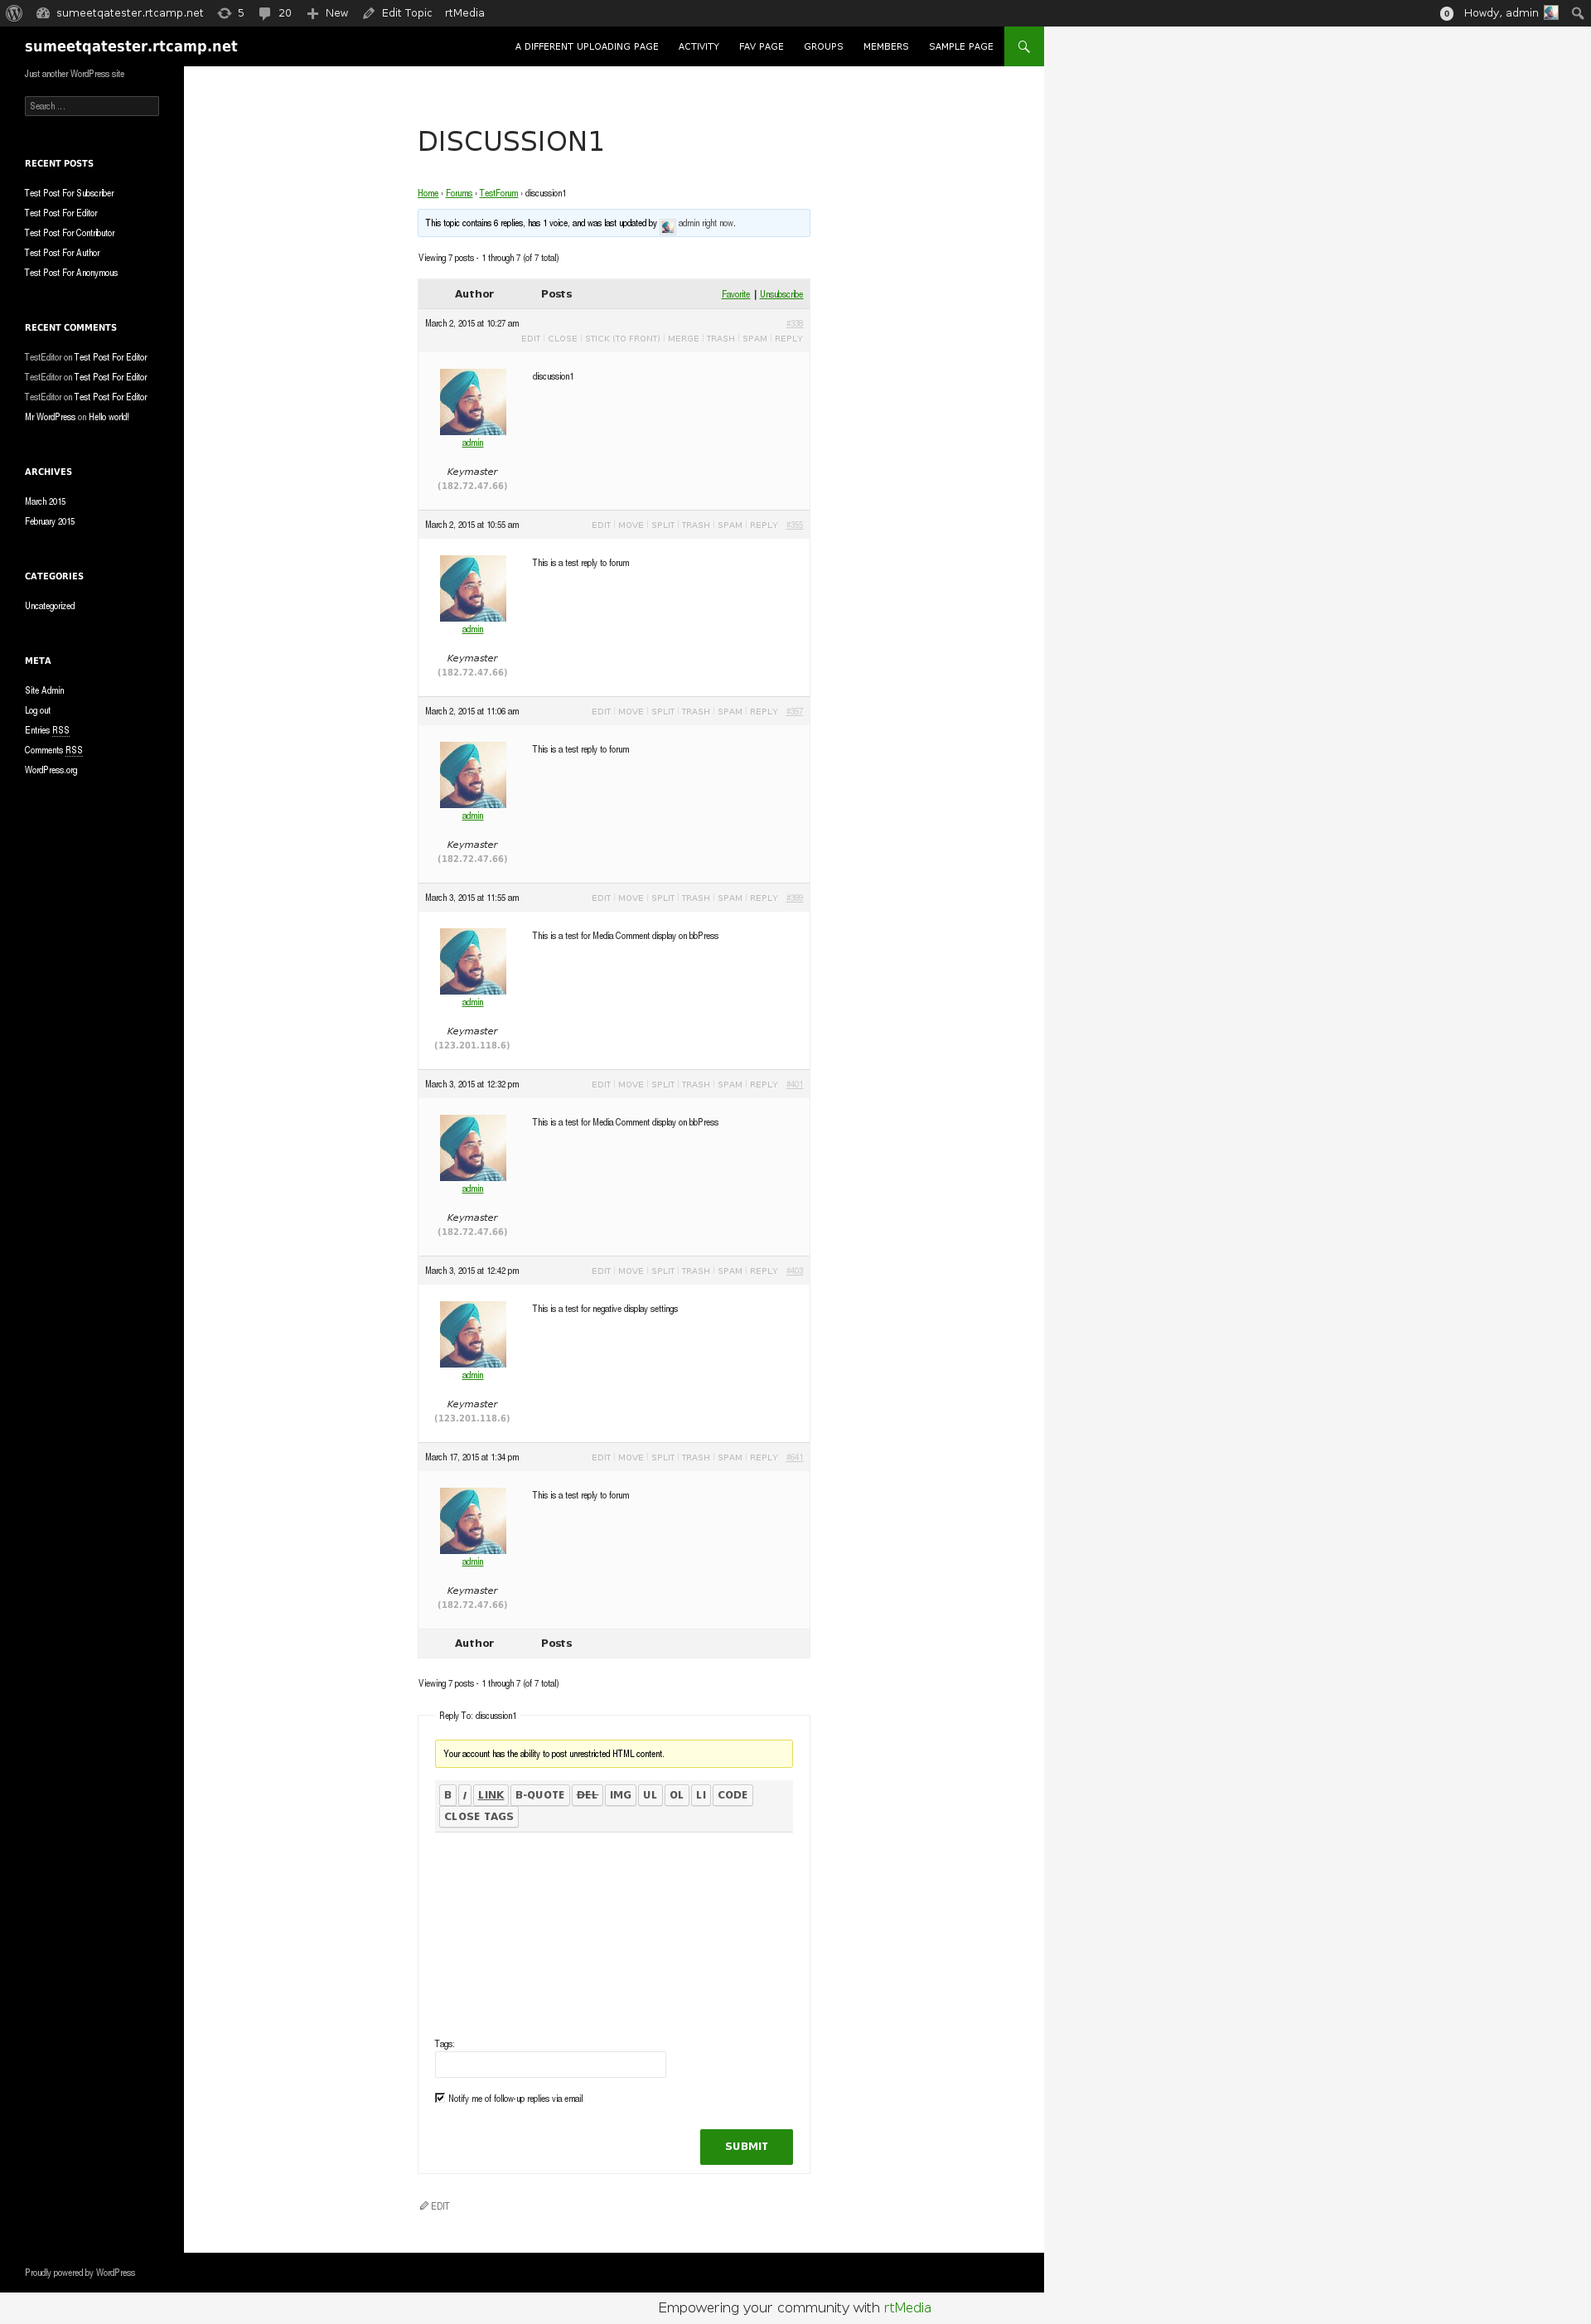 sumeetqatester.rtcamp.net 5 20 New Edit Topic rtMedia 0 Howdy, admin
sumeetqatester.rtcamp.net
A DIFFERENT UPLOADING PAGE ACTIVITY FAV PAGE GROUPS MEMBERS SAMPLE PAGE
Just another WordPress site
Search ...
RECENT POSTS
Test Post For Subscriber
Test Post For Editor
Test Post For Contributor
Test Post For Author
Test Post For Anonymous
RECENT COMMENTS
TestEditor on Test Post For Editor
TestEditor on Test Post For Editor
TestEditor on Test Post For Editor
Mr WordPress on Hello world!
ARCHIVES
March 2015
February 2015
CATEGORIES
Uncategorized
META
Site Admin
Log out
Entries RSS
Comments RSS
WordPress.org
DISCUSSION1
Home › Forums › TestForum › discussion1
This topic contains 6 replies, has 1 voice, and was last updated by admin right now.
Viewing 7 posts - 1 through 7 (of 7 total)
Author Posts Favorite | Unsubscribe
March 2, 2015 at 10:27 am #338
EDIT | CLOSE | STICK (TO FRONT) | MERGE | TRASH | SPAM | REPLY
discussion1
admin
Keymaster
(182.72.47.66)
March 2, 2015 at 10:55 am EDIT | MOVE | SPLIT | TRASH | SPAM | REPLY #355
This is a test reply to forum
admin
Keymaster
(182.72.47.66)
March 2, 2015 at 11:06 am EDIT | MOVE | SPLIT | TRASH | SPAM | REPLY #357
This is a test reply to forum
admin
Keymaster
(182.72.47.66)
March 3, 2015 at 11:55 am EDIT | MOVE | SPLIT | TRASH | SPAM | REPLY #399
This is a test for Media Comment display on bbPress
admin
Keymaster
(123.201.118.6)
March 3, 2015 at 12:32 pm EDIT | MOVE | SPLIT | TRASH | SPAM | REPLY #401
This is a test for Media Comment display on bbPress
admin
Keymaster
(182.72.47.66)
March 3, 2015 at 12:42 pm EDIT | MOVE | SPLIT | TRASH | SPAM | REPLY #403
This is a test for negative display settings
admin
Keymaster
(123.201.118.6)
March 17, 2015 at 1:34 pm EDIT | MOVE | SPLIT | TRASH | SPAM | REPLY #641
This is a test reply to forum
admin
Keymaster
(182.72.47.66)
Author Posts
Viewing 7 posts - 1 through 7 (of 7 total)
Reply To: discussion1
Your account has the ability to post unrestricted HTML content.
B I LINK B-QUOTE DEL IMG UL OL LI CODE
CLOSE TAGS
Tags:
Notify me of follow-up replies via email
SUBMIT
EDIT
Proudly powered by WordPress
Empowering your community with rtMedia